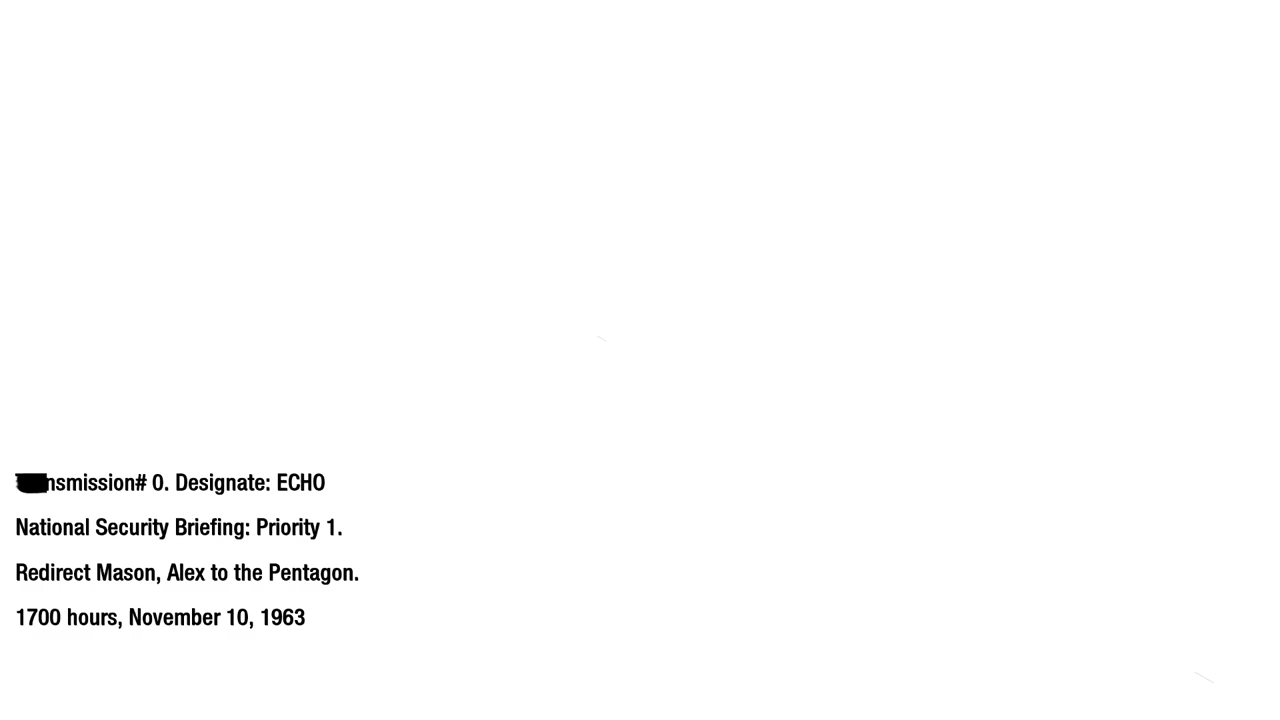 Transmission# 0. Designate: ECHO
National Security Briefing: Priority 1.
Redirect Mason, Alex to the Pentagon.
1700 hours, November 10, 1963